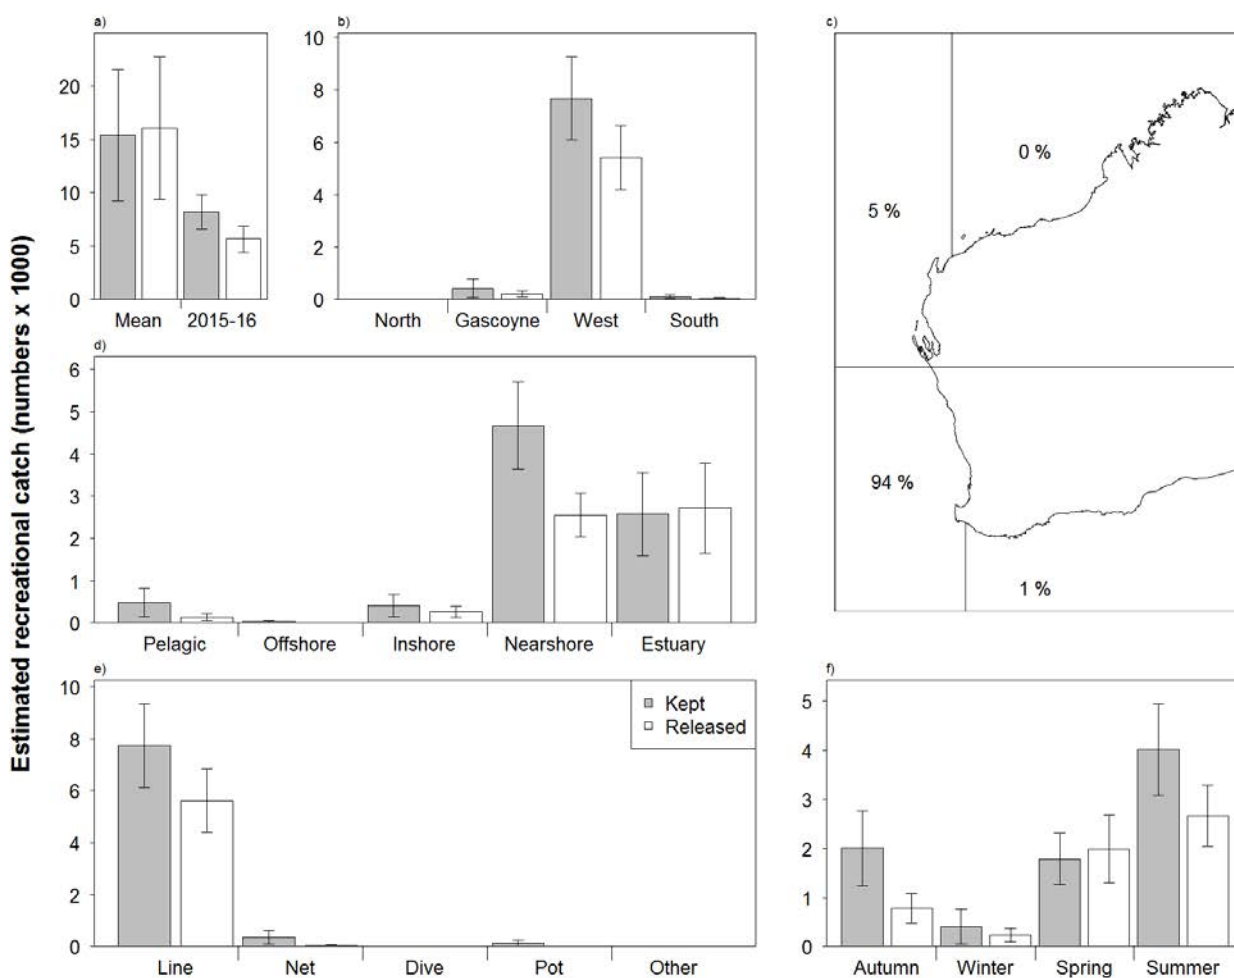 Estimated recreational catch (numbers x 1000)
a)
20
15
10
5
0
Mean 2015-16
b)
10
8
6
4
2
0
North Gascoyne West South
c)
0 %
5 %
94 %
1 %
d)
6
5
4
3
2
1
0
Pelagic Offshore Inshore Nearshore Estuary
e)
10
8
6
4
2
0
Kept
Released
Line Net Dive Pot Other
f)
5
4
3
2
1
0
Autumn Winter Spring Summer